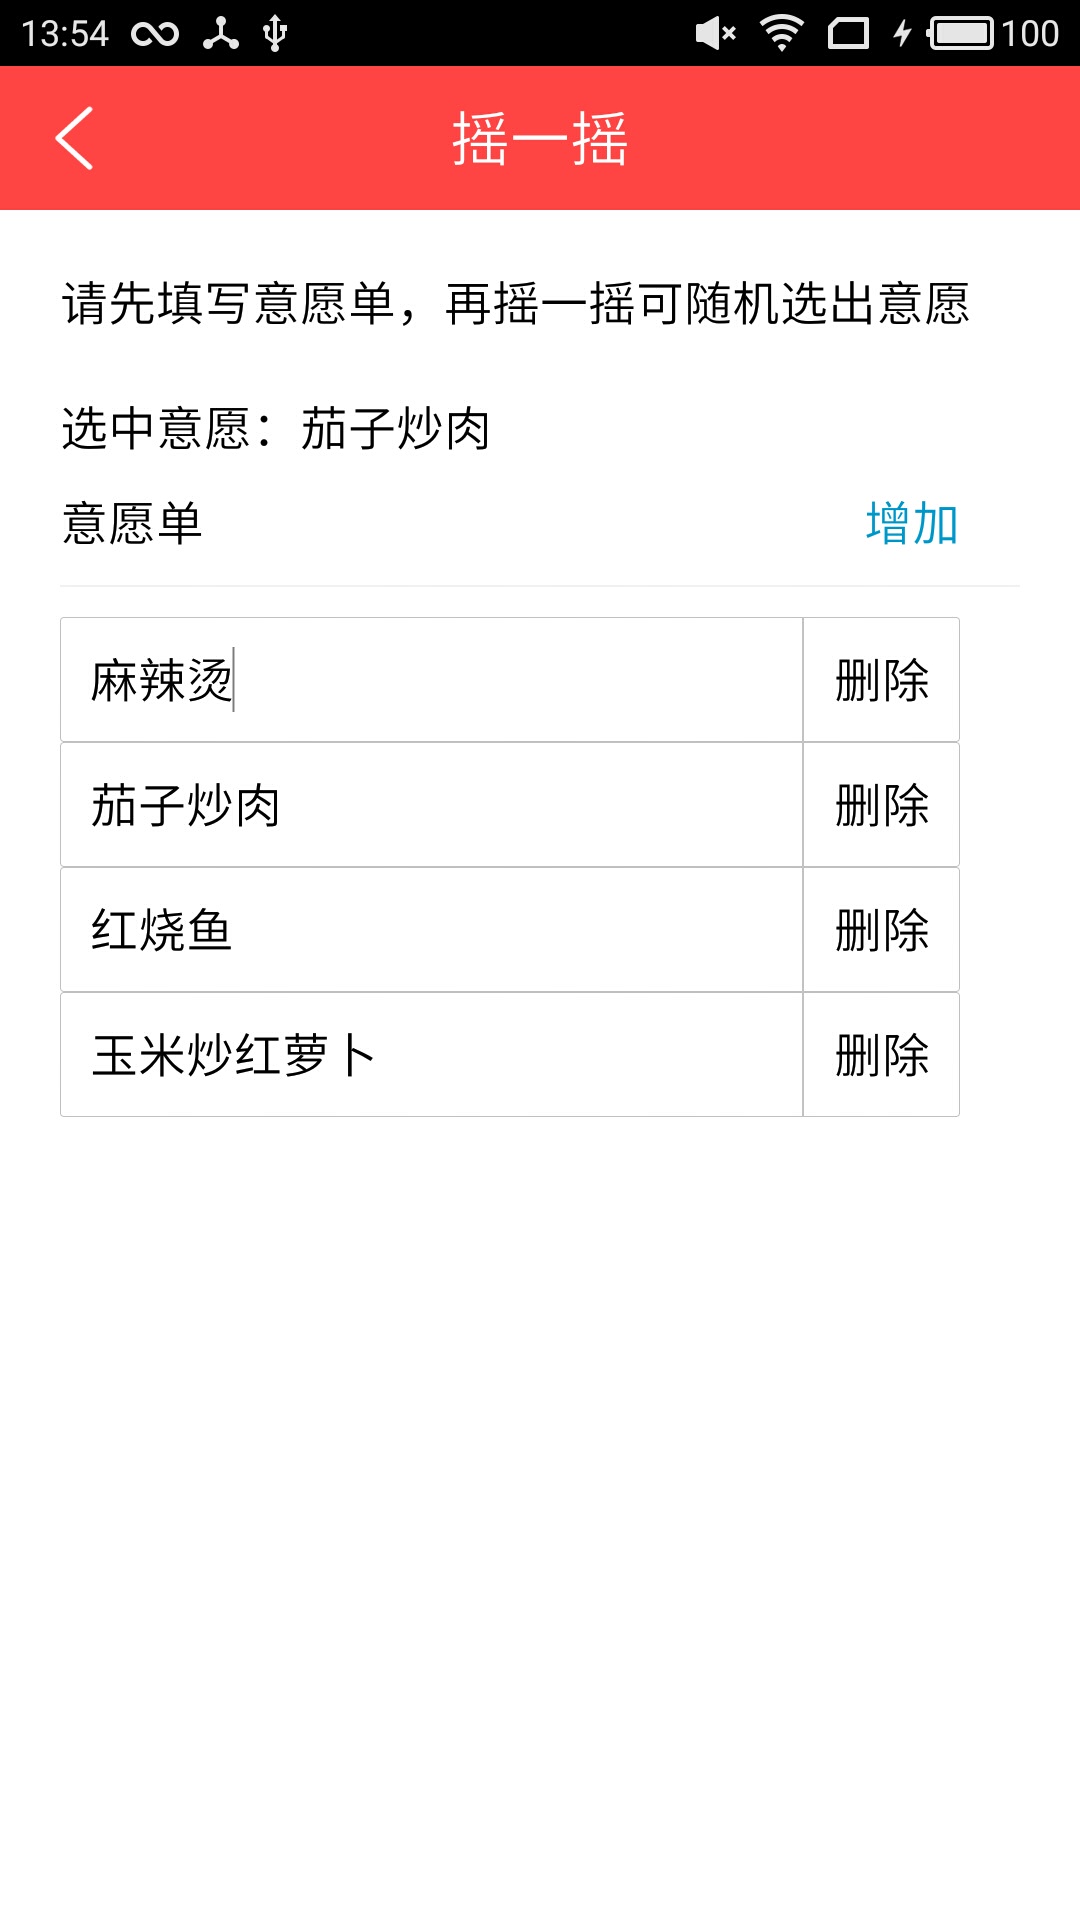 13:54 100
摇一摇
请先填写意愿单，再摇一摇可随机选出意愿
选中意愿：茄子炒肉
意愿单 增加
麻辣烫 删除
茄子炒肉 删除
红烧鱼 删除
玉米炒红萝卜 删除